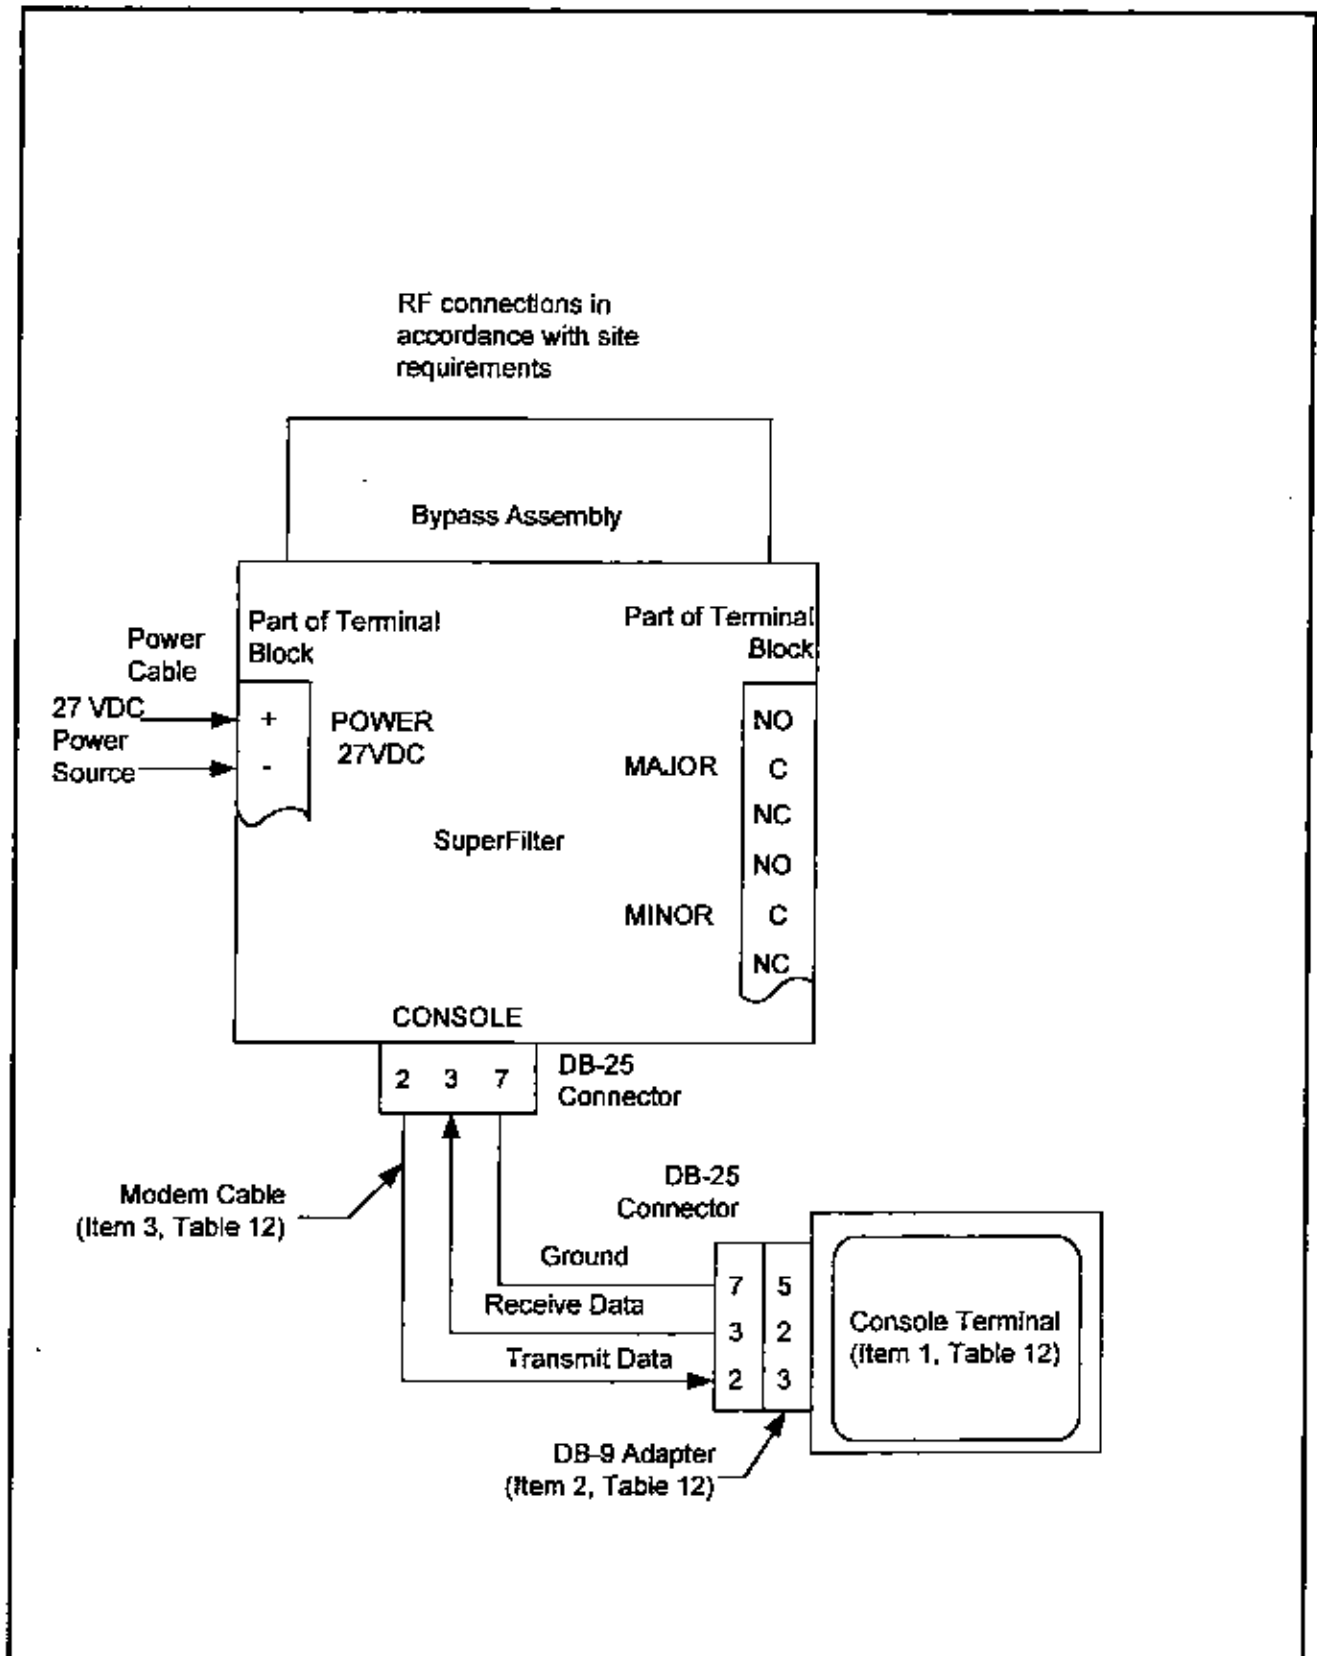 RF connections in
accordance with site
requirements
Bypass Assembly
Part of Terminal
Block
Part of Terminal
Block
Power
Cable
27 VDC
Power
Source
+
-
POWER
27VDC
MAJOR
NO
C
NC
SuperFilter
MINOR
NO
C
NC
CONSOLE
2 3 7
DB-25
Connector
Modem Cable
(Item 3, Table 12)
DB-25
Connector
Ground
Receive Data
Transmit Data
7 5
3 2
2 3
Console Terminal
(Item 1, Table 12)
DB-9 Adapter
(Item 2, Table 12)